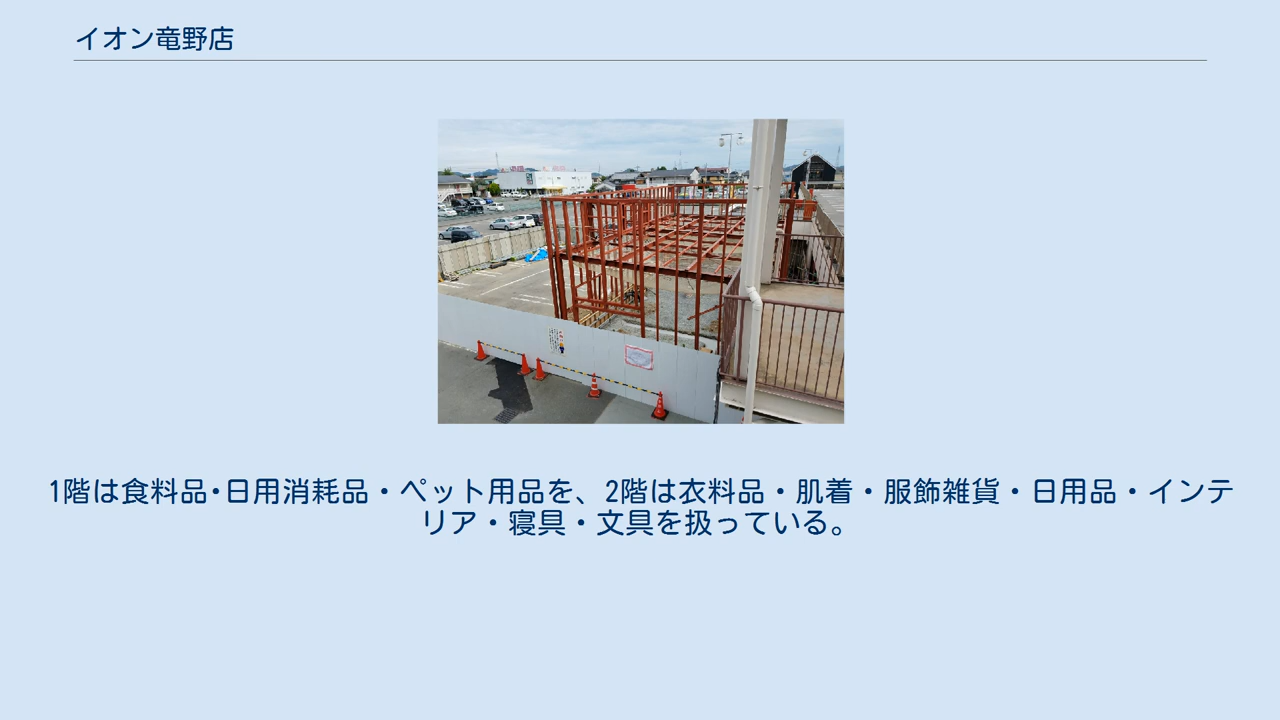 イオン竜野店
1階は食料品･日用消耗品・ペット用品を、2階は衣料品・肌着・服飾雑貨・日用品・インテ
リア・寝具・文具を扱っている。